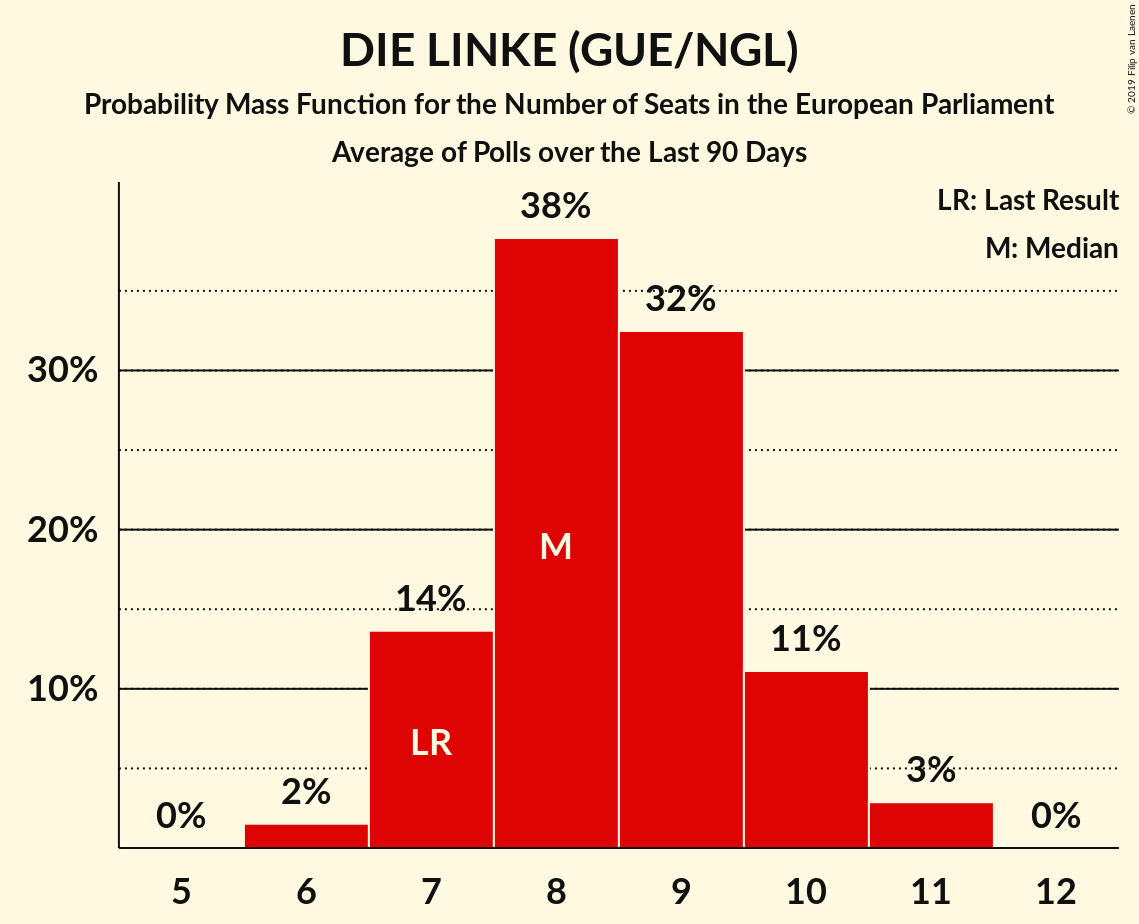 DIE LINKE (GUE/NGL)
Probability Mass Function for the Number of Seats in the European Parliament
Average of Polls over the Last 90 Days
© 2019 Filip van Laenen
LR: Last Result
M: Median
38%
32%
30%
20%
M
14%
11%
10%
LR
3%
2%
0%
0%
5 6 7 8 9 10 11 12